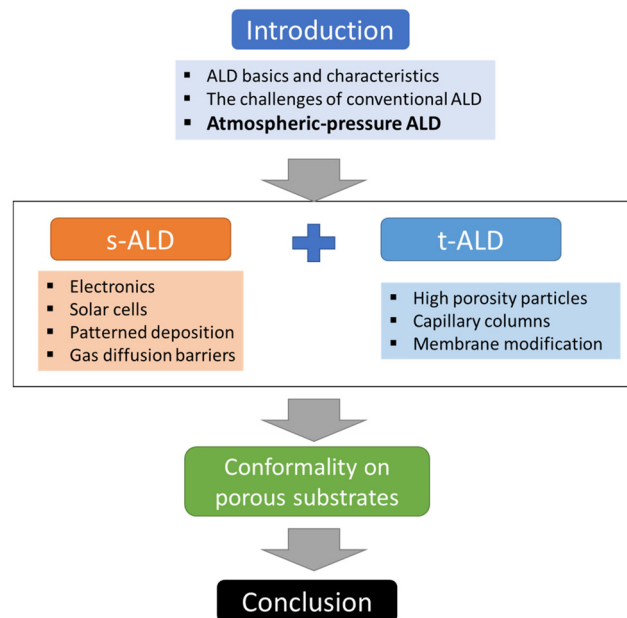 Introduction
▪ ALD basics and characteristics
▪ The challenges of conventional ALD
▪ Atmospheric-pressure ALD
s-ALD
▪ Electronics
▪ Solar cells
▪ Patterned deposition
▪ Gas diffusion barriers
t-ALD
▪ High porosity particles
▪ Capillary columns
▪ Membrane modification
Conformality on
porous substrates
Conclusion